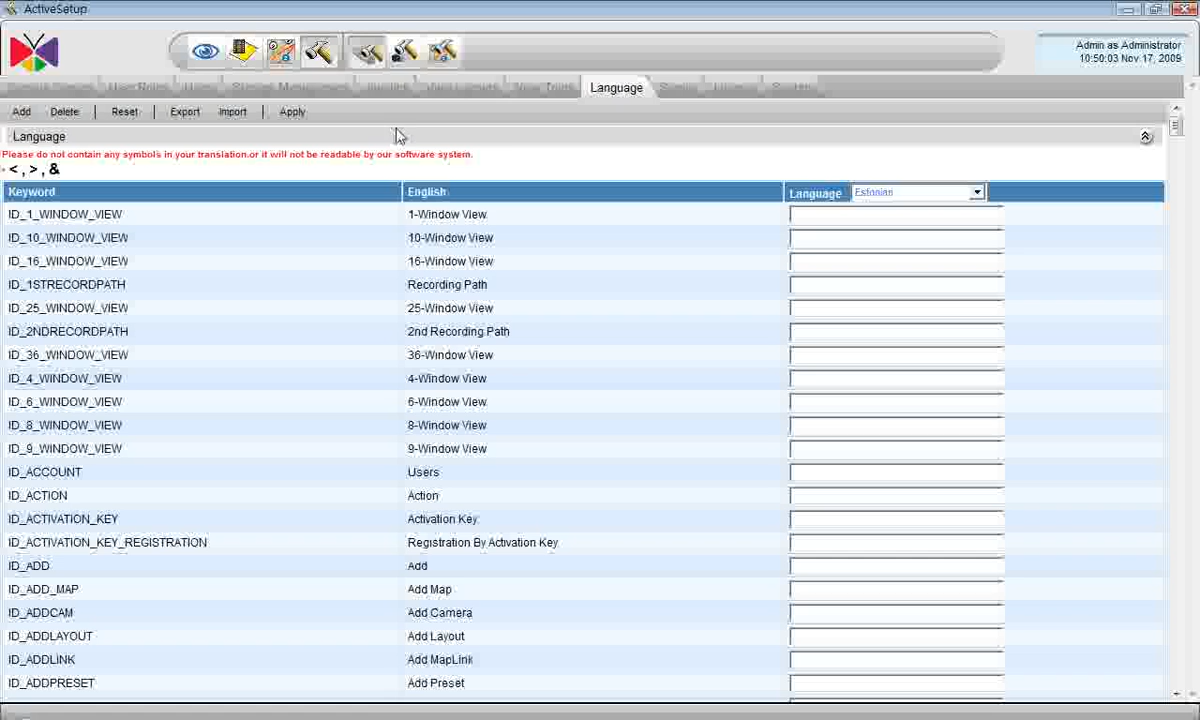 ActiveSetup
Admin as Administrator
10:50:03 Nov 17, 2009
Language
Add Delete Reset Export Import Apply
Language
Please do not contain any symbols in your translation.or it will not be readable by our software system.
- < , > , &
Keyword English Language Estonian
ID_1_WINDOW_VIEW 1-Window View
ID_10_WINDOW_VIEW 10-Window View
ID_16_WINDOW_VIEW 16-Window View
ID_1STRECORDPATH Recording Path
ID_25_WINDOW_VIEW 25-Window View
ID_2NDRECORDPATH 2nd Recording Path
ID_36_WINDOW_VIEW 36-Window View
ID_4_WINDOW_VIEW 4-Window View
ID_6_WINDOW_VIEW 6-Window View
ID_8_WINDOW_VIEW 8-Window View
ID_9_WINDOW_VIEW 9-Window View
ID_ACCOUNT Users
ID_ACTION Action
ID_ACTIVATION_KEY Activation Key
ID_ACTIVATION_KEY_REGISTRATION Registration By Activation Key
ID_ADD Add
ID_ADD_MAP Add Map
ID_ADDCAM Add Camera
ID_ADDLAYOUT Add Layout
ID_ADDLINK Add MapLink
ID_ADDPRESET Add Preset